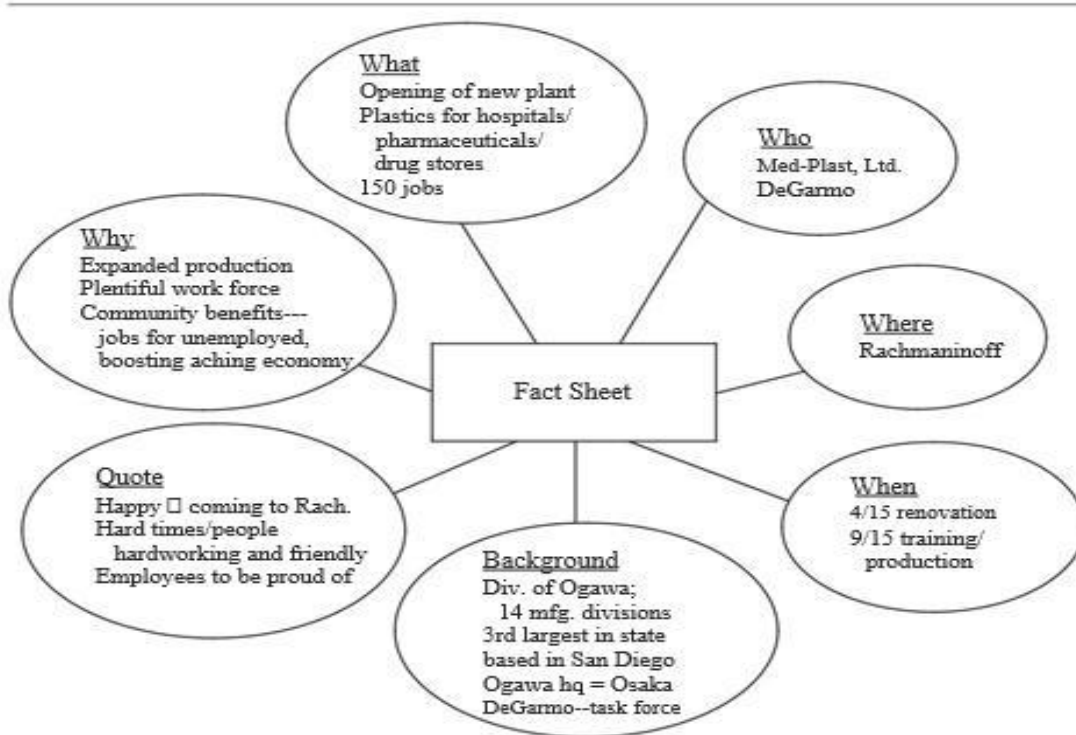 What
Opening of new plant
Plastics for hospitals/
pharmaceuticals/
drug stores
150 jobs
Who
Med-Plast, Ltd.
DeGarmo
Why
Expanded production
Plentiful work force
Community benefits---
jobs for unemployed,
boosting aching economy
Where
Rachmaninoff
Fact Sheet
Quote
Happy □ coming to Rach.
Hard times/people
hardworking and friendly
Employees to be proud of
When
4/15 renovation
9/15 training/
production
Background
Div. of Ogawa;
14 mfg. divisions
3rd largest in state
based in San Diego
Ogawa hq = Osaka
DeGarmo--task force